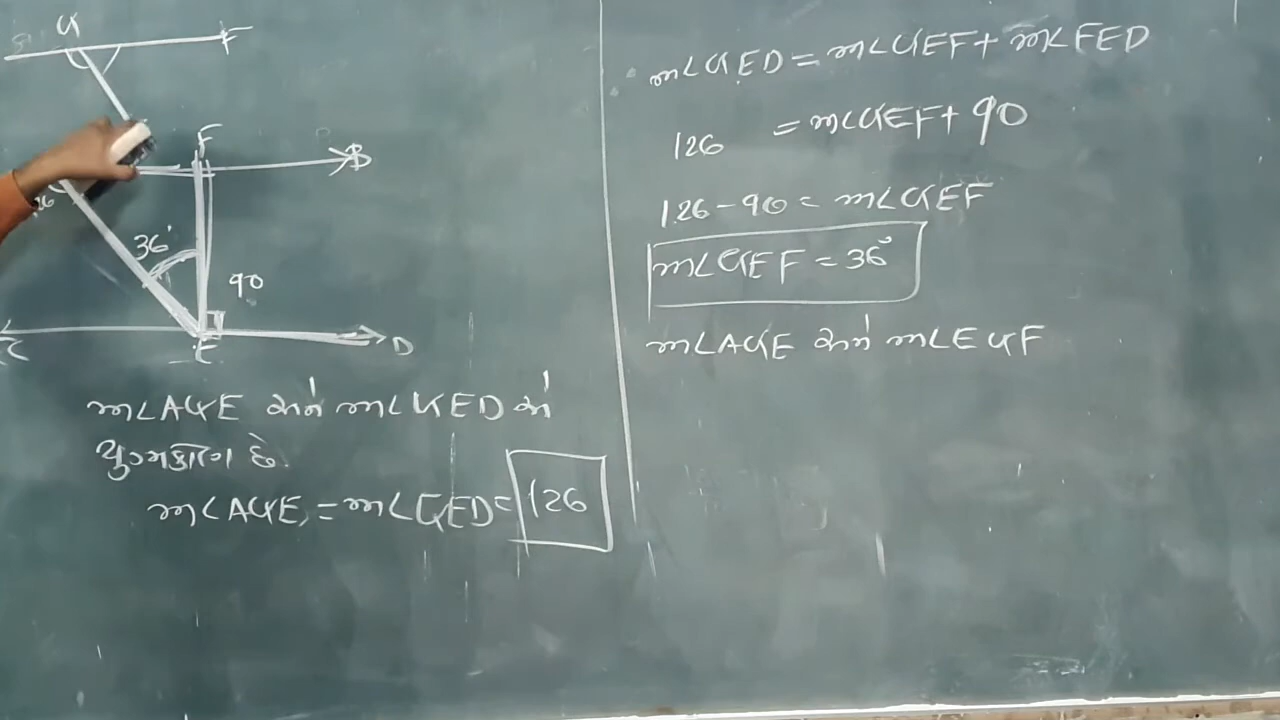 G
F
F
B
36°
90
C
E
D
m∠AGE અને m∠GED એ
યુગ્મકોણ છે.
m∠AGE = m∠GED = 126
m∠GED = m∠GEF + m∠FED
126 = m∠GEF + 90
126 - 90 = m∠GEF
m∠GEF = 36°
m∠AGE અને m∠EGF